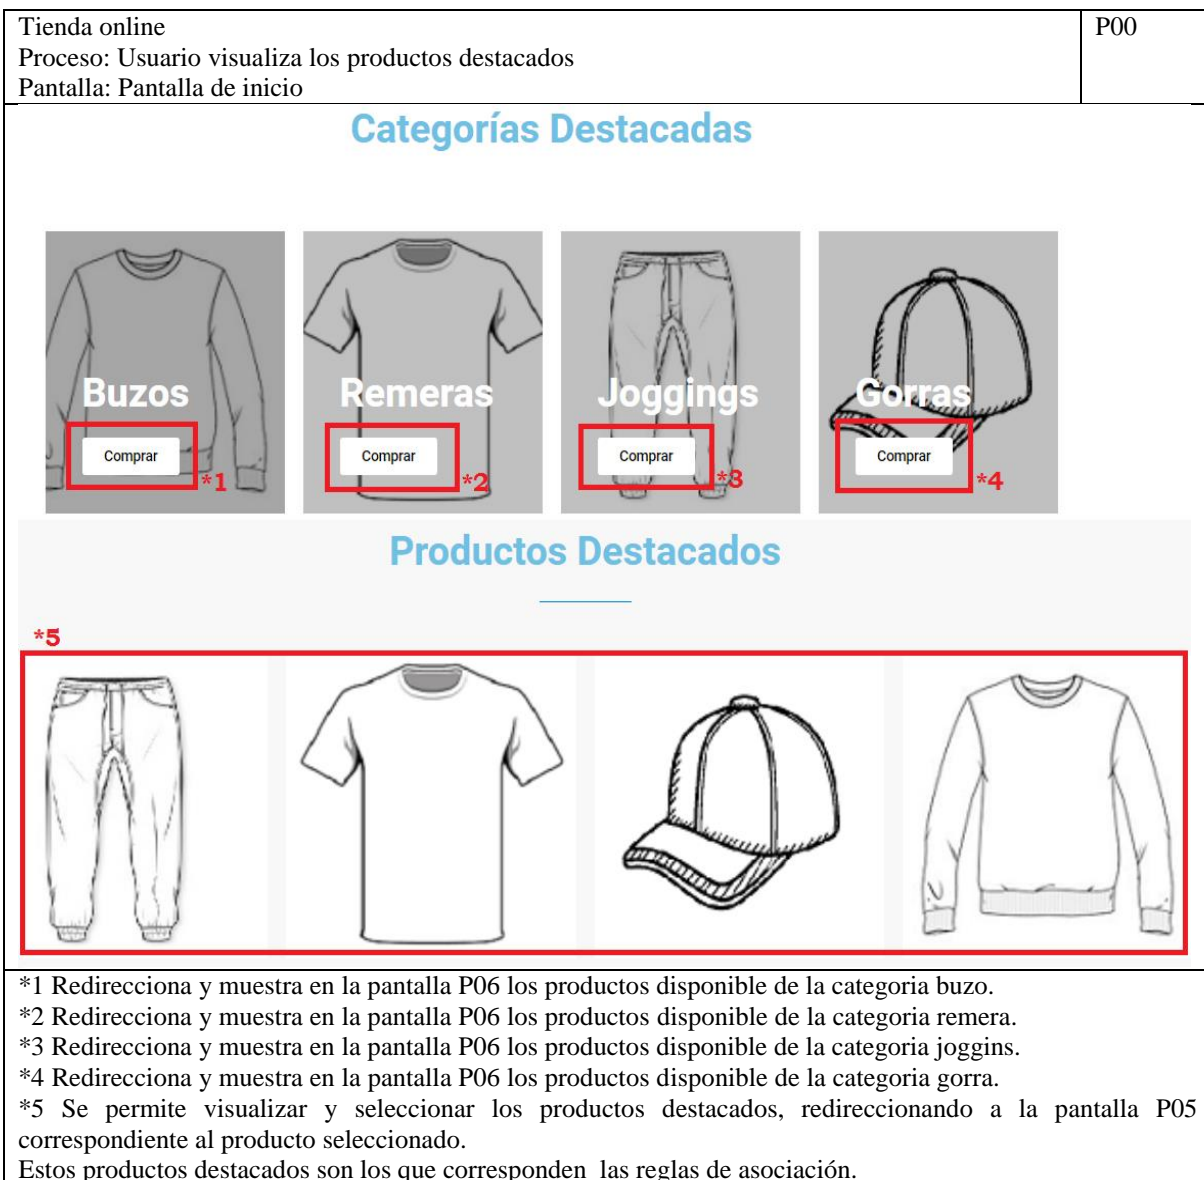 Tienda online
P00
Proceso: Usuario visualiza los productos destacados
Pantalla: Pantalla de inicio
Categorías Destacadas
Buzos
Remeras
Joggings
Gorras
Comprar
*1
Comprar
*2
Comprar
*3
Comprar
*4
Productos Destacados
*5
*1 Redirecciona y muestra en la pantalla P06 los productos disponible de la categoria buzo.
*2 Redirecciona y muestra en la pantalla P06 los productos disponible de la categoria remera.
*3 Redirecciona y muestra en la pantalla P06 los productos disponible de la categoria joggins.
*4 Redirecciona y muestra en la pantalla P06 los productos disponible de la categoria gorra.
*5 Se permite visualizar y seleccionar los productos destacados, redireccionando a la pantalla P05
correspondiente al producto seleccionado.
Estos productos destacados son los que corresponden las reglas de asociación.